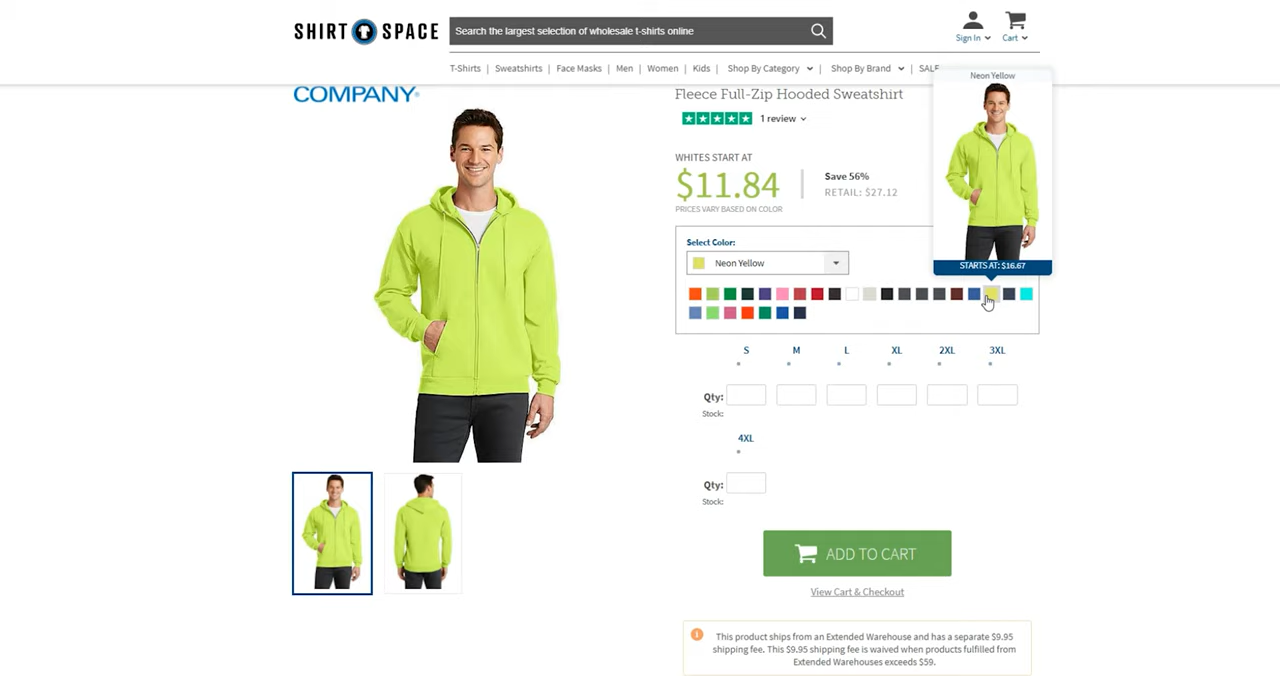 SHIRT SPACE
Search the largest selection of wholesale t-shirts online
Sign In
Cart
T-Shirts | Sweatshirts | Face Masks | Men | Women | Kids | Shop By Category | Shop By Brand | SALE
Neon Yellow
COMPANY
Fleece Full-Zip Hooded Sweatshirt
1 review
WHITES START AT
$11.84
Save 56%
RETAIL: $27.12
PRICES VARY BASED ON COLOR
STARTS AT: $16.67
Select Color:
Neon Yellow
S M L XL 2XL 3XL
* * * * * *
Qty:
Stock:
4XL
*
Qty:
Stock:
ADD TO CART
View Cart & Checkout
This product ships from an Extended Warehouse and has a separate $9.95
shipping fee. This $9.95 shipping fee is waived when products fulfilled from
Extended Warehouses exceeds $59.